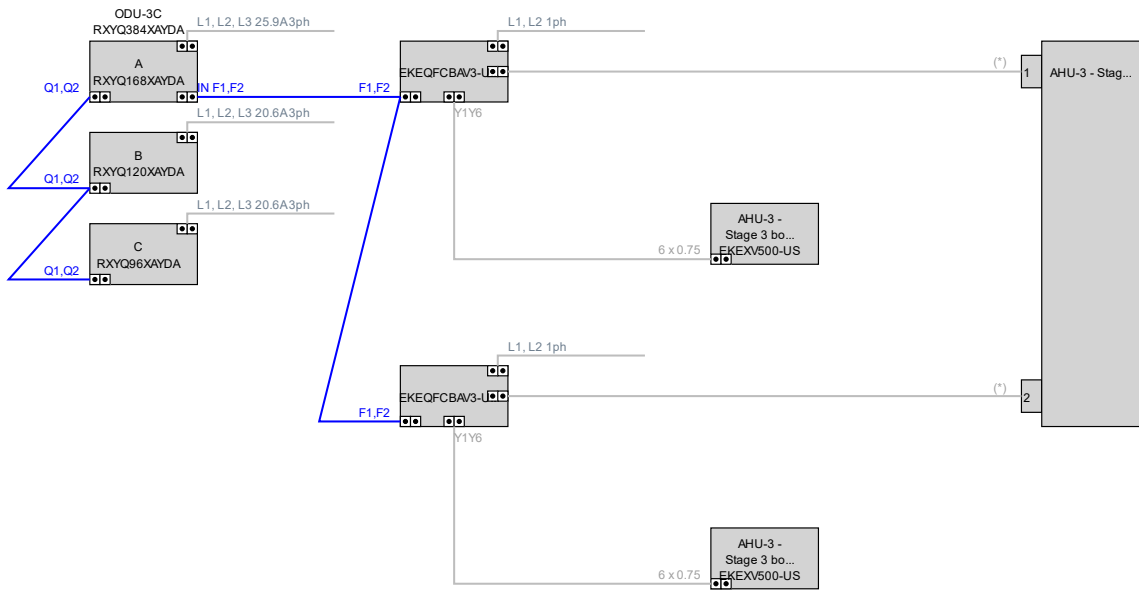 ODU-3C
RXYQ384XAYDA
L1, L2, L3 25.9A3ph
A
RXYQ168XAYDA
Q1,Q2
IN F1,F2
L1, L2, L3 20.6A3ph
B
RXYQ120XAYDA
Q1,Q2
L1, L2, L3 20.6A3ph
C
RXYQ96XAYDA
Q1,Q2
L1, L2 1ph
EKEQFCBAV3-U
F1,F2
Y1Y6
(*)
1
AHU-3 - Stag...
AHU-3 -
Stage 3 bo...
EKEXV500-US
6 x 0.75
L1, L2 1ph
EKEQFCBAV3-U
F1,F2
Y1Y6
(*)
2
AHU-3 -
Stage 3 bo...
EKEXV500-US
6 x 0.75